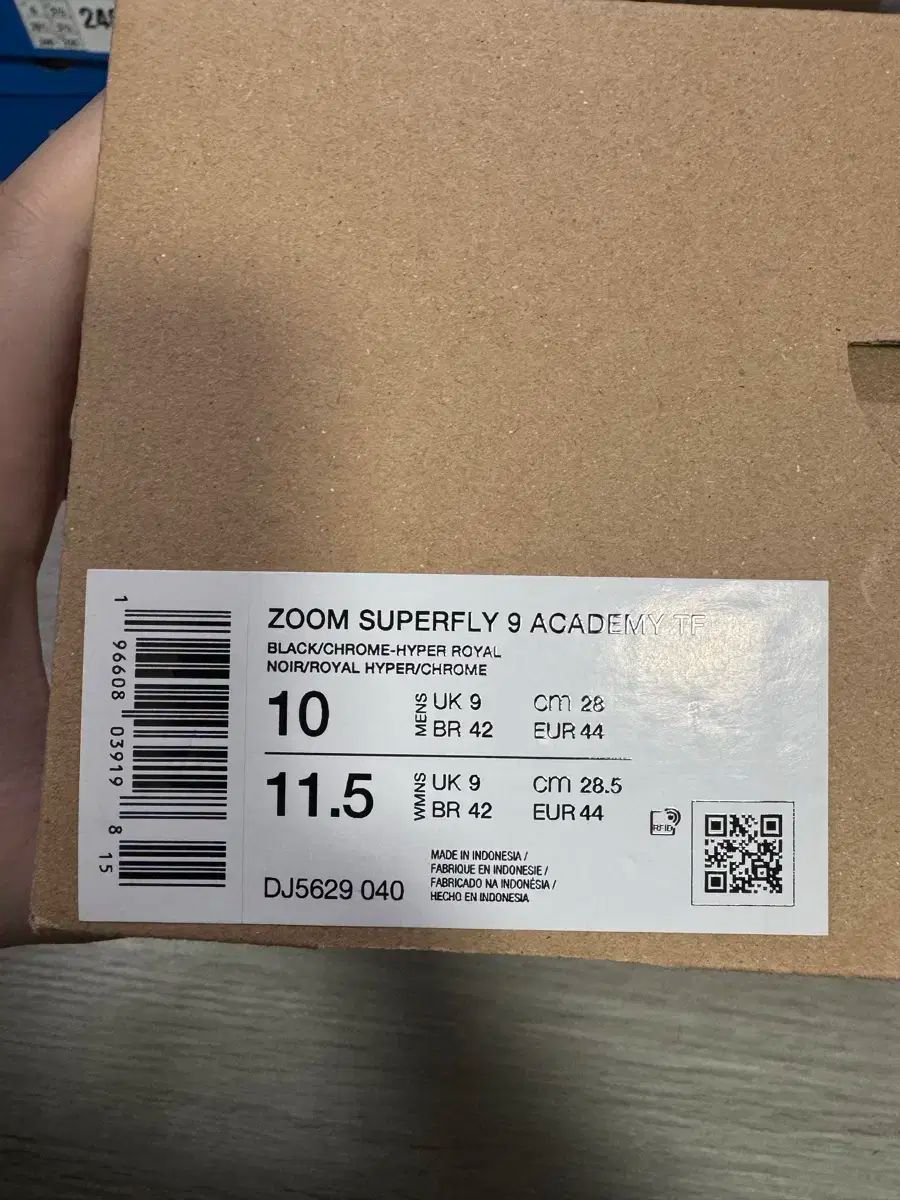 24
1 96608 03919 8 15
ZOOM SUPERFLY 9 ACADEMY TF
BLACK/CHROME-HYPER ROYAL
NOIR/ROYAL HYPER/CHROME
10
MENS
UK 9 cm 28
BR 42 EUR 44
11.5
WMNS
UK 9 cm 28.5
BR 42 EUR 44
RFID
DJ5629 040
MADE IN INDONESIA /
FABRIQUE EN INDONESIE /
FABRICADO NA INDONÉSIA /
HECHO EN INDONESIA